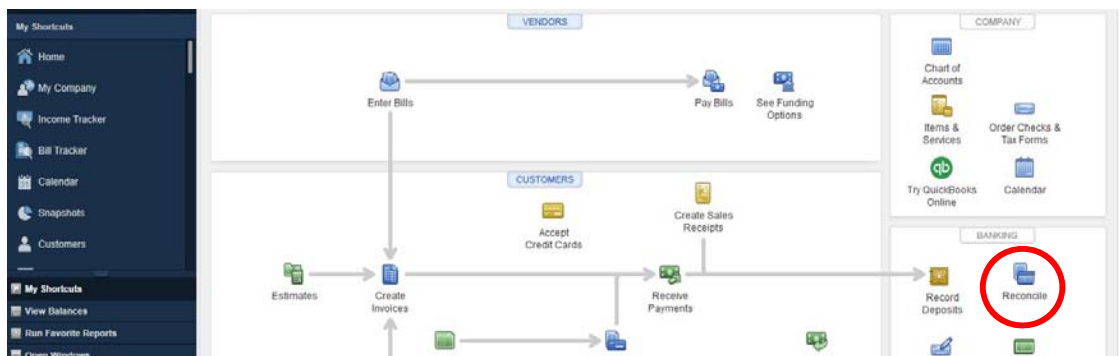 My Shortcuts
Home
My Company
Income Tracker
Bill Tracker
Calendar
Snapshots
Customers
My Shortcuts
View Balances
Run Favorite Reports
Open Windows
VENDORS
Enter Bills
Pay Bills
See Funding
Options
CUSTOMERS
Accept
Credit Cards
Create Sales
Receipts
Estimates
Create
Invoices
Receive
Payments
COMPANY
Chart of
Accounts
Items &
Services
Order Checks &
Tax Forms
qb
Try QuickBooks
Online
Calendar
BANKING
Record
Deposits
Reconcile